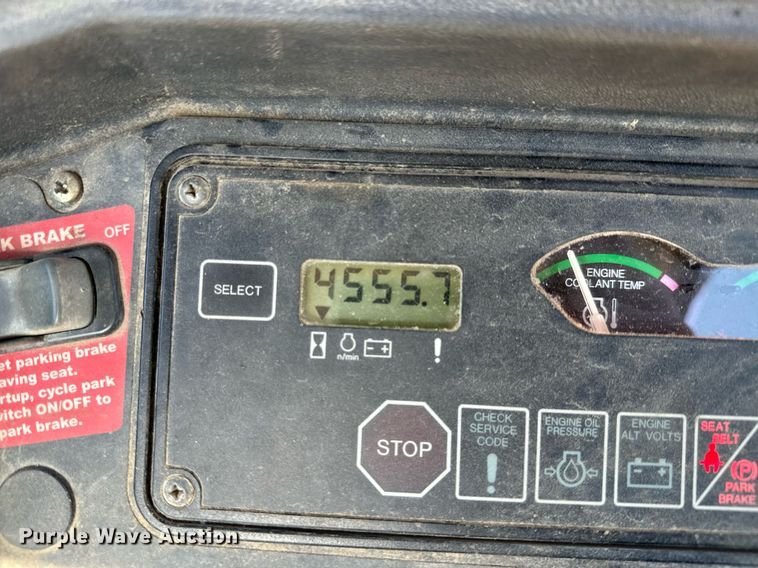 K BRAKE OFF
et parking brake
aving seat.
rtup, cycle park
witch ON/OFF to
park brake.
SELECT
4555.7
n/min
ENGINE
COOLANT TEMP
STOP
CHECK
SERVICE
CODE
!
!
ENGINE OIL
PRESSURE
ENGINE
ALT VOLTS
SEAT
BELT
P
PARK
BRAKE
Purple Wave Auction